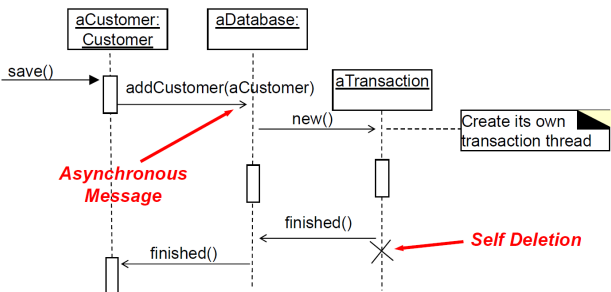 aCustomer:
Customer
aDatabase:
save()
addCustomer(aCustomer)
aTransaction
new()
Create its own
transaction thread
Asynchronous
Message
finished()
Self Deletion
finished()